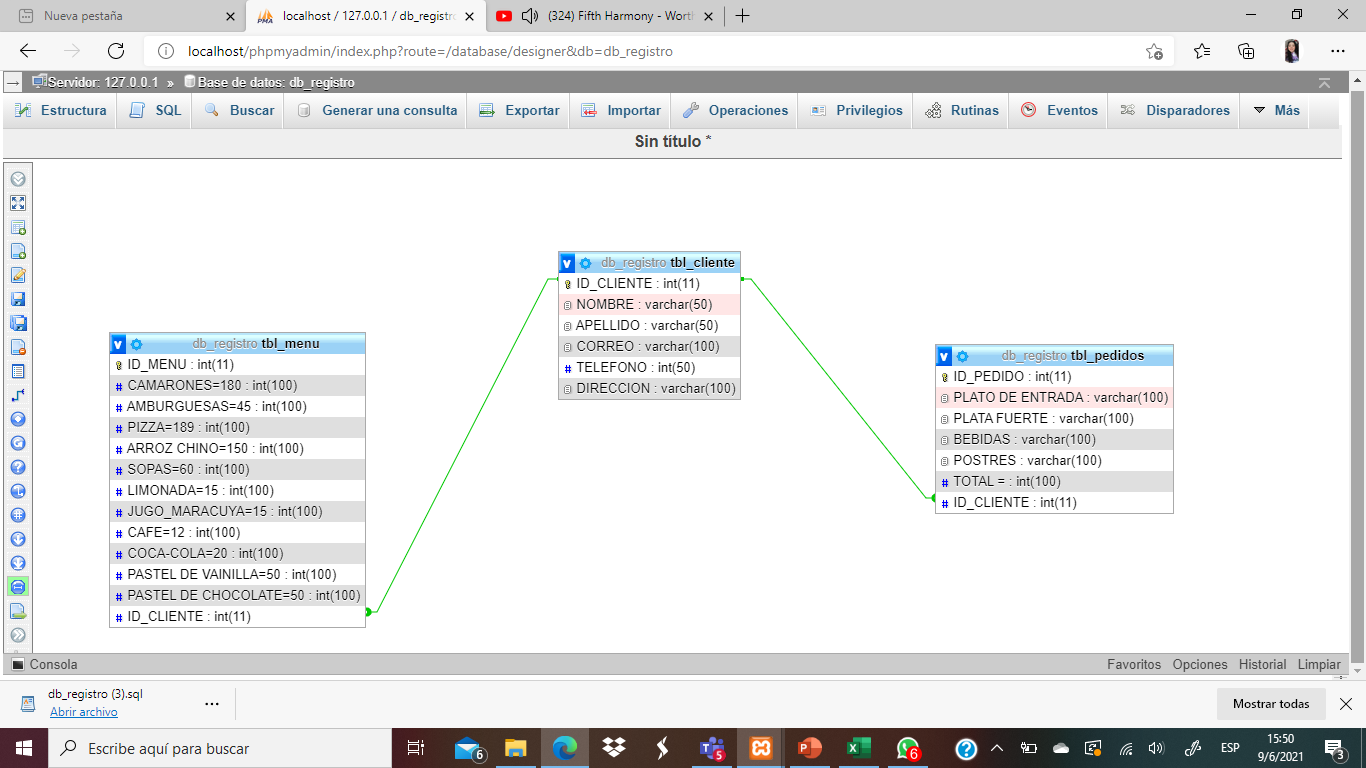 Nueva pestaña
localhost / 127.0.0.1 / db_registro
(324) Fifth Harmony - Worth
localhost/phpmyadmin/index.php?route=/database/designer&db=db_registro
Servidor: 127.0.0.1 » Base de datos: db_registro
Estructura SQL Buscar Generar una consulta Exportar Importar Operaciones Privilegios Rutinas Eventos Disparadores Más
Sin título *
db_registro tbl_cliente
ID_CLIENTE : int(11)
NOMBRE : varchar(50)
APELLIDO : varchar(50)
CORREO : varchar(100)
# TELEFONO : int(50)
DIRECCION : varchar(100)
db_registro tbl_menu
ID_MENU : int(11)
# CAMARONES=180 : int(100)
# AMBURGUESAS=45 : int(100)
# PIZZA=189 : int(100)
# ARROZ CHINO=150 : int(100)
# SOPAS=60 : int(100)
# LIMONADA=15 : int(100)
# JUGO_MARACUYA=15 : int(100)
# CAFE=12 : int(100)
# COCA-COLA=20 : int(100)
# PASTEL DE VAINILLA=50 : int(100)
# PASTEL DE CHOCOLATE=50 : int(100)
# ID_CLIENTE : int(11)
db_registro tbl_pedidos
ID_PEDIDO : int(11)
PLATO DE ENTRADA : varchar(100)
PLATA FUERTE : varchar(100)
BEBIDAS : varchar(100)
POSTRES : varchar(100)
# TOTAL = : int(100)
# ID_CLIENTE : int(11)
Consola Favoritos Opciones Historial Limpiar
db_registro (3).sql
Abrir archivo
Mostrar todas
Escribe aquí para buscar
6
5
6
ESP
15:50
9/6/2021
3